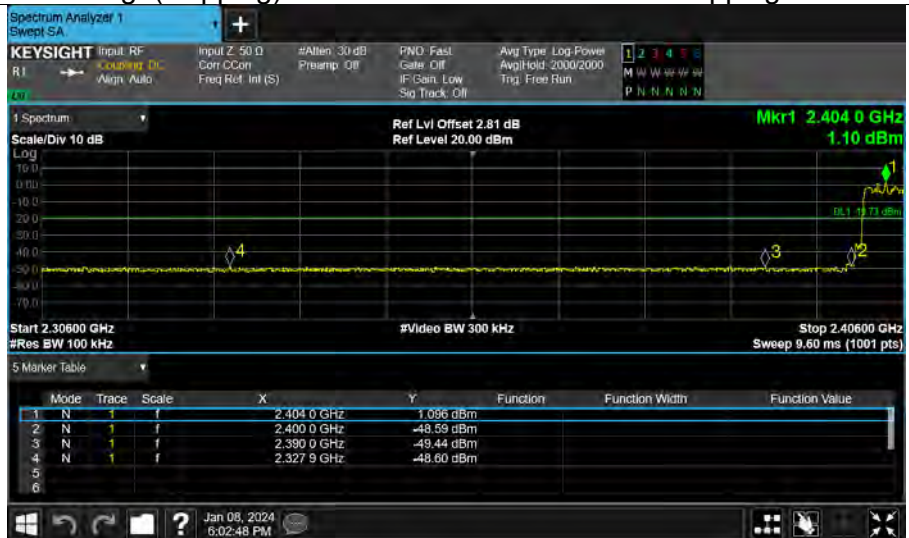 Spectrum Analyzer 1
Swept SA
+
KEYSIGHT Input: RF Input Z: 50 Ω #Atten: 30 dB PNO: Fast Avg Type: Log-Power 1 2 3 4 5 6
R L Coupling: DC Corr CCorr Preamp: Off Gate: Off Avg|Hold: 2000/2000 M W W W W W
Align: Auto Freq Ref: Int (S) IF Gain: Low Trig: Free Run
Sig Track: Off P N N N N N
1 Spectrum
Ref Lvl Offset 2.81 dB Mkr1 2.404 0 GHz
Scale/Div 10 dB Ref Level 20.00 dBm 1.10 dBm
Log
10.0
0.00
-10.0
-20.0
-30.0
-40.0
-50.0
-60.0
-70.0
1
4
3
2
Start 2.30600 GHz #Video BW 300 kHz Stop 2.40600 GHz
#Res BW 100 kHz Sweep 9.60 ms (1001 pts)
5 Marker Table
Mode Trace Scale X Y Function Function Width Function Value
1 N 1 f 2.404 0 GHz 1.096 dBm
2 N 1 f 2.400 0 GHz -48.59 dBm
3 N 1 f 2.390 0 GHz -49.44 dBm
4 N 1 f 2.327 9 GHz -48.60 dBm
5
6
? Jan 08, 2024
6:02:48 PM